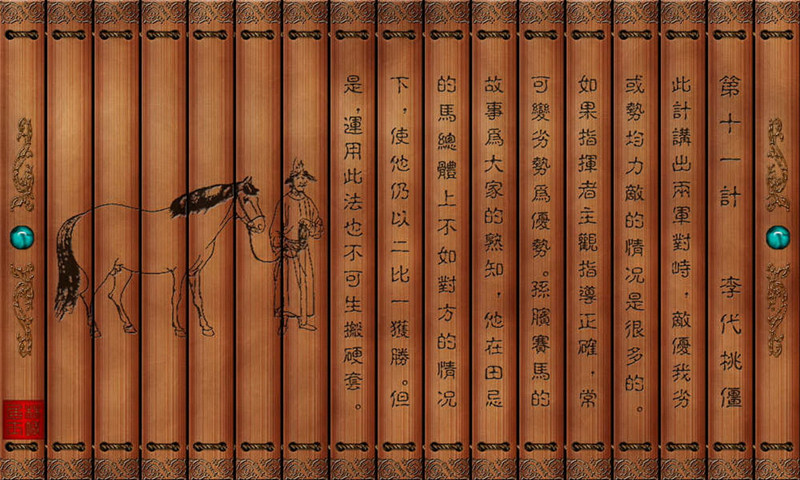 第十一計 李代桃僵
此計講出兩軍對峙，敵優我劣
或勢均力敵的情況是很多的。
如果指揮者主觀指導正確，常
可變劣勢爲優勢。孫臏賽馬的
故事爲大家的熟知，他在田忌
的馬總體上不如對方的情況
下，使他仍以二比一獲勝。但
是，運用此法也不可生搬硬套。